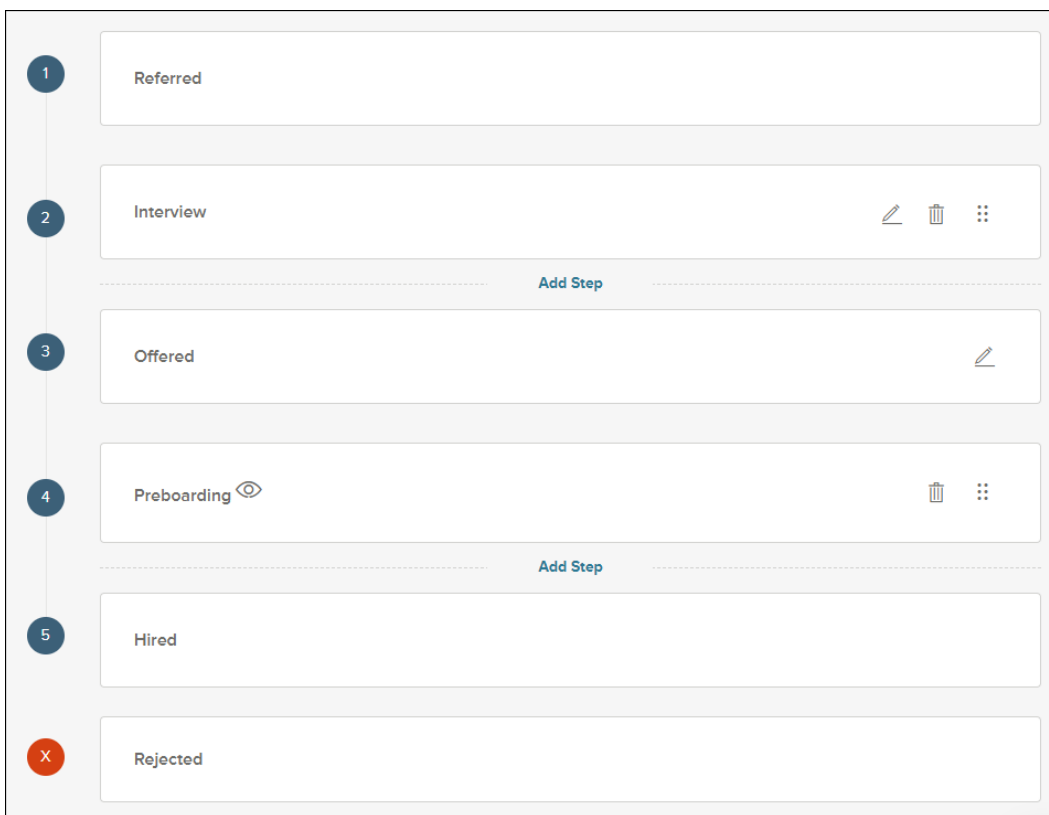 1
Referred
2
Interview
Add Step
3
Offered
4
Preboarding
Add Step
5
Hired
X
Rejected